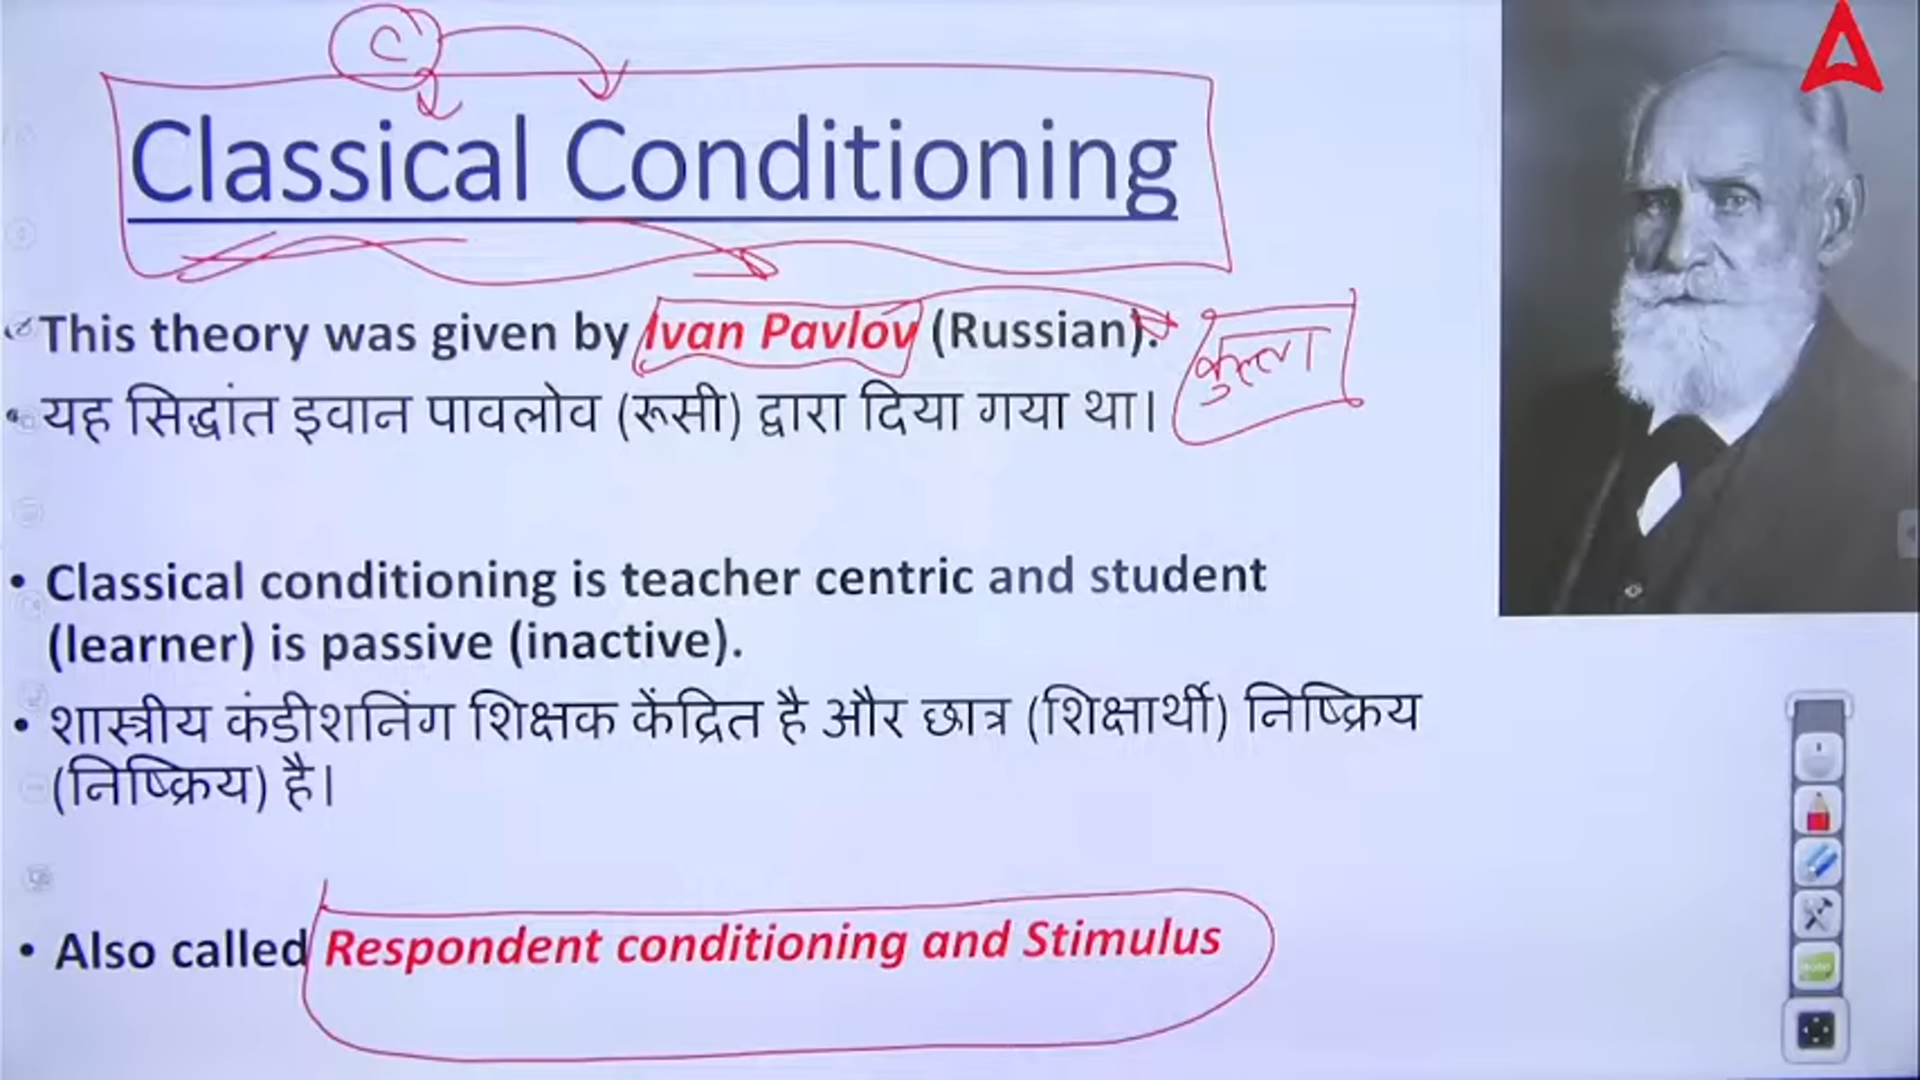 C
Classical Conditioning
This theory was given by Ivan Pavlov (Russian).
कुत्ता
• यह सिद्धांत इवान पावलोव (रूसी) द्वारा दिया गया था।
• Classical conditioning is teacher centric and student
(learner) is passive (inactive).
• शास्त्रीय कंडीशनिंग शिक्षक केंद्रित है और छात्र (शिक्षार्थी) निष्क्रिय
(निष्क्रिय) है।
• Also called Respondent conditioning and Stimulus